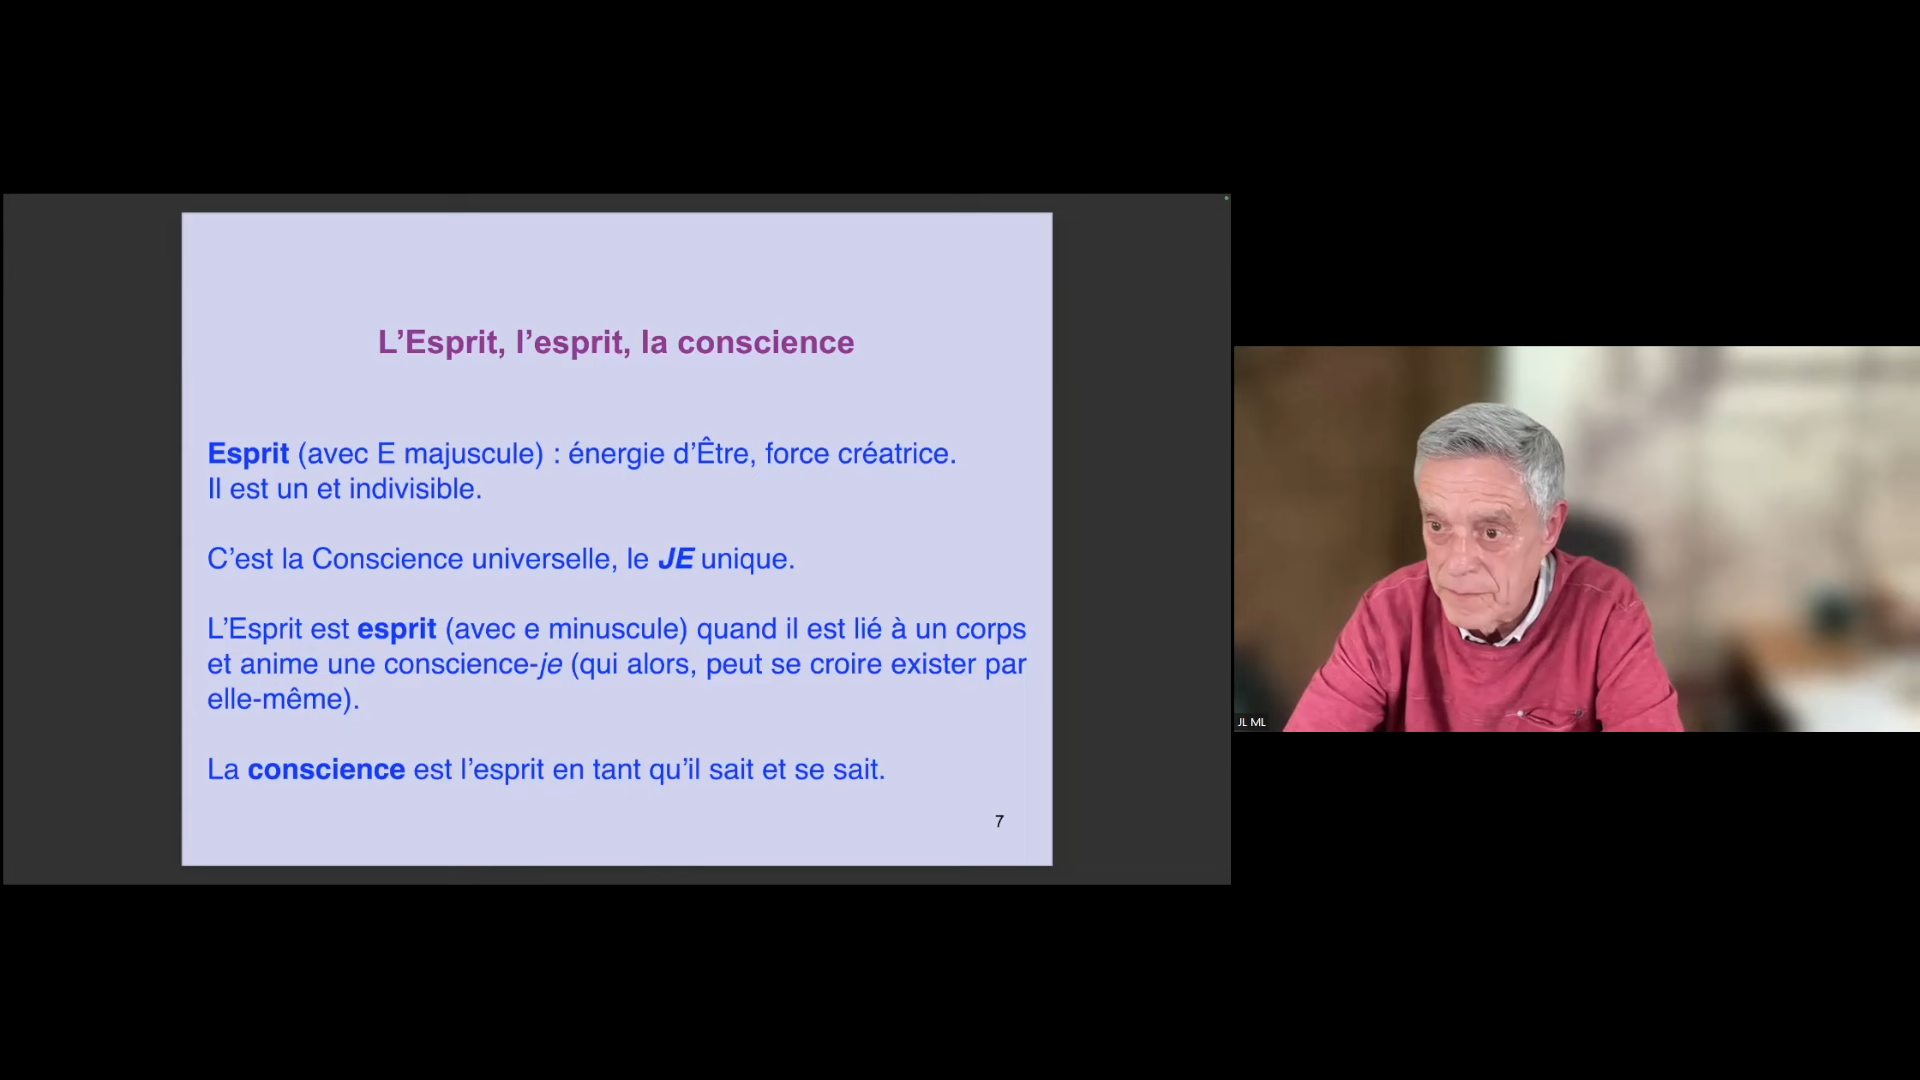 L’Esprit, l’esprit, la conscience
Esprit (avec E majuscule) : énergie d’Être, force créatrice.
Il est un et indivisible.
C’est la Conscience universelle, le JE unique.
L’Esprit est esprit (avec e minuscule) quand il est lié à un corps
et anime une conscience-je (qui alors, peut se croire exister par
elle-même).
La conscience est l’esprit en tant qu’il sait et se sait.
7
JL ML